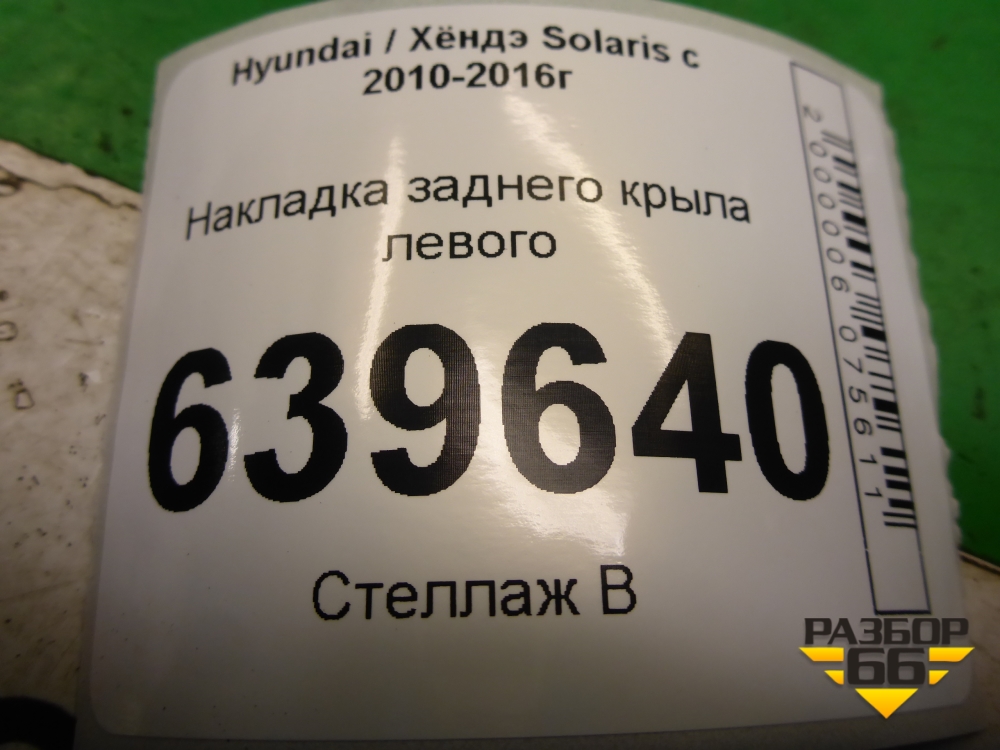 Hyundai / Хёндэ Solaris с
2010-2016г
Накладка заднего крыла
левого
639640
Стеллаж В
2000006075611
РАЗБОР
66